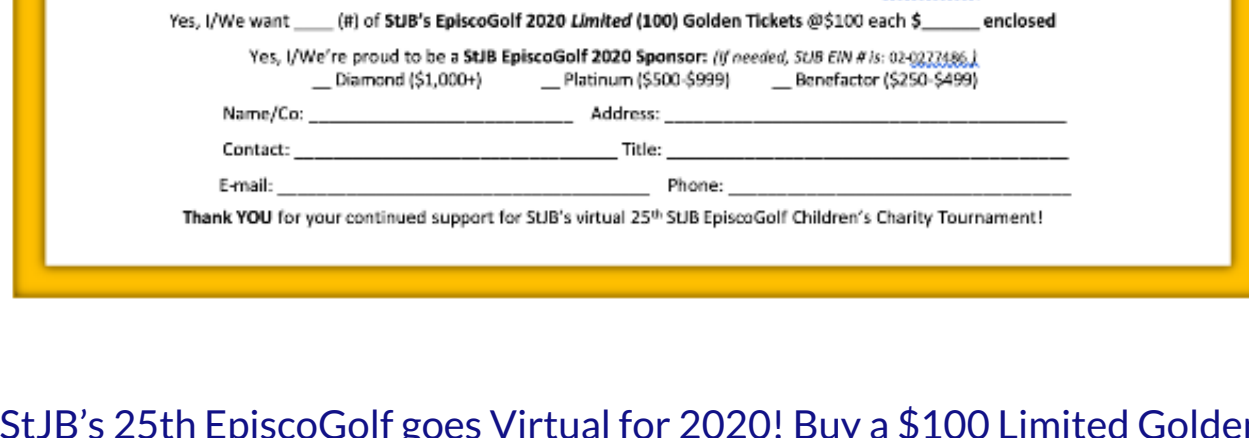 Yes, I/We want ____ (#) of StJB's EpiscoGolf 2020 Limited (100) Golden Tickets @$100 each $______ enclosed
Yes, I/We're proud to be a StJB EpiscoGolf 2020 Sponsor: (If needed, StJB EIN # is: 02-0277486.)
__ Diamond ($1,000+) __ Platinum ($500-$999) __ Benefactor ($250-$499)
Name/Co: ___________________________ Address: _________________________________________
Contact: _________________________________ Title: _________________________________________
E-mail: ______________________________________ Phone: ___________________________________
Thank YOU for your continued support for StJB's virtual 25th StJB EpiscoGolf Children's Charity Tournament!
StJB’s 25th EpiscoGolf goes Virtual for 2020! Buy a $100 Limited Golden